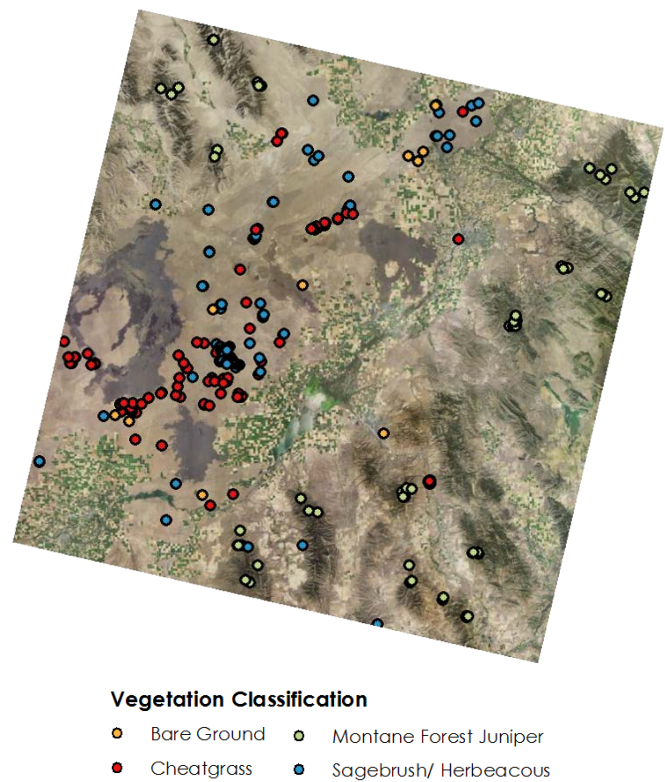 Vegetation Classification
Bare Ground
Montane Forest Juniper
Cheatgrass
Sagebrush/ Herbeacous